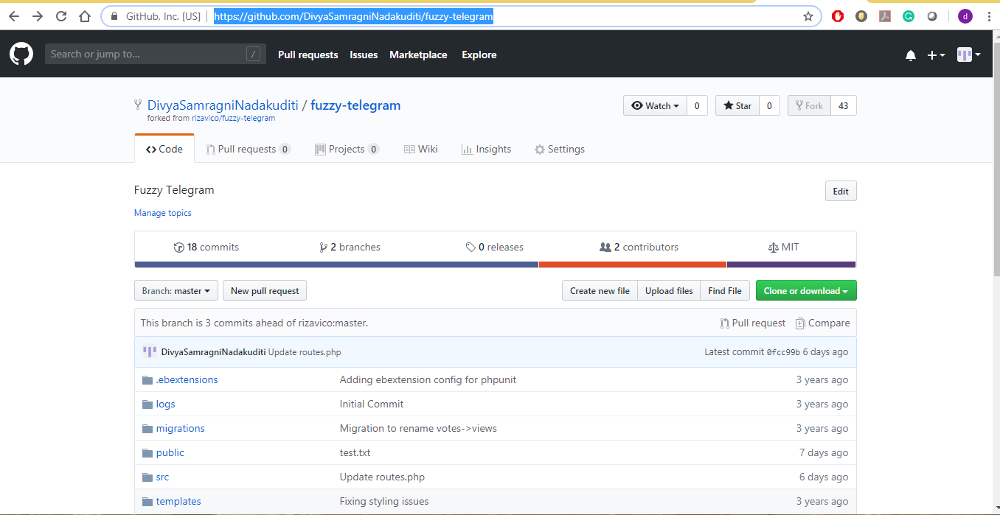 GitHub, Inc. [US] https://github.com/DivyaSamragniNadakuditi/fuzzy-telegram d
Search or jump to... / Pull requests Issues Marketplace Explore
DivyaSamragniNadakuditi / fuzzy-telegram Watch 0 Star 0 Fork 43
forked from rizavico/fuzzy-telegram
Code Pull requests 0 Projects 0 Wiki Insights Settings
Fuzzy Telegram Edit
Manage topics
18 commits 2 branches 0 releases 2 contributors MIT
Branch: master New pull request Create new file Upload files Find File Clone or download
This branch is 3 commits ahead of rizavico:master. Pull request Compare
DivyaSamragniNadakuditi Update routes.php Latest commit 0fcc99b 6 days ago
.ebextensions Adding ebextension config for phpunit 3 years ago
logs Initial Commit 3 years ago
migrations Migration to rename votes->views 3 years ago
public test.txt 7 days ago
src Update routes.php 6 days ago
templates Fixing styling issues 3 years ago